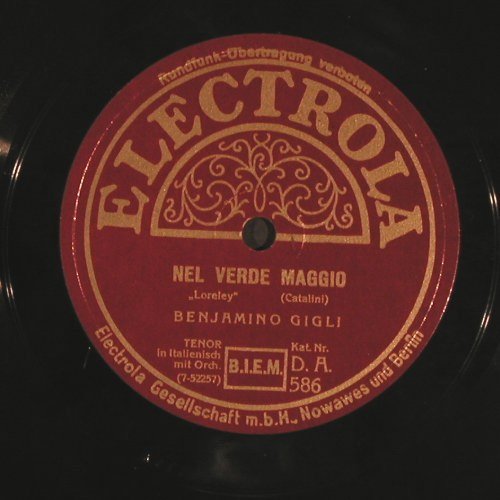 Rundfunk-Übertragung verboten
ELECTROLA
NEL VERDE MAGGIO
„Loreley" (Catalini)
BENJAMINO GIGLI
TENOR
in Italienisch
mit Orch.
(7-52257)
B.I.E.M.
Kat. Nr.
D. A.
586
Electrola Gesellschaft m.b.H., Nowawes und Berlin